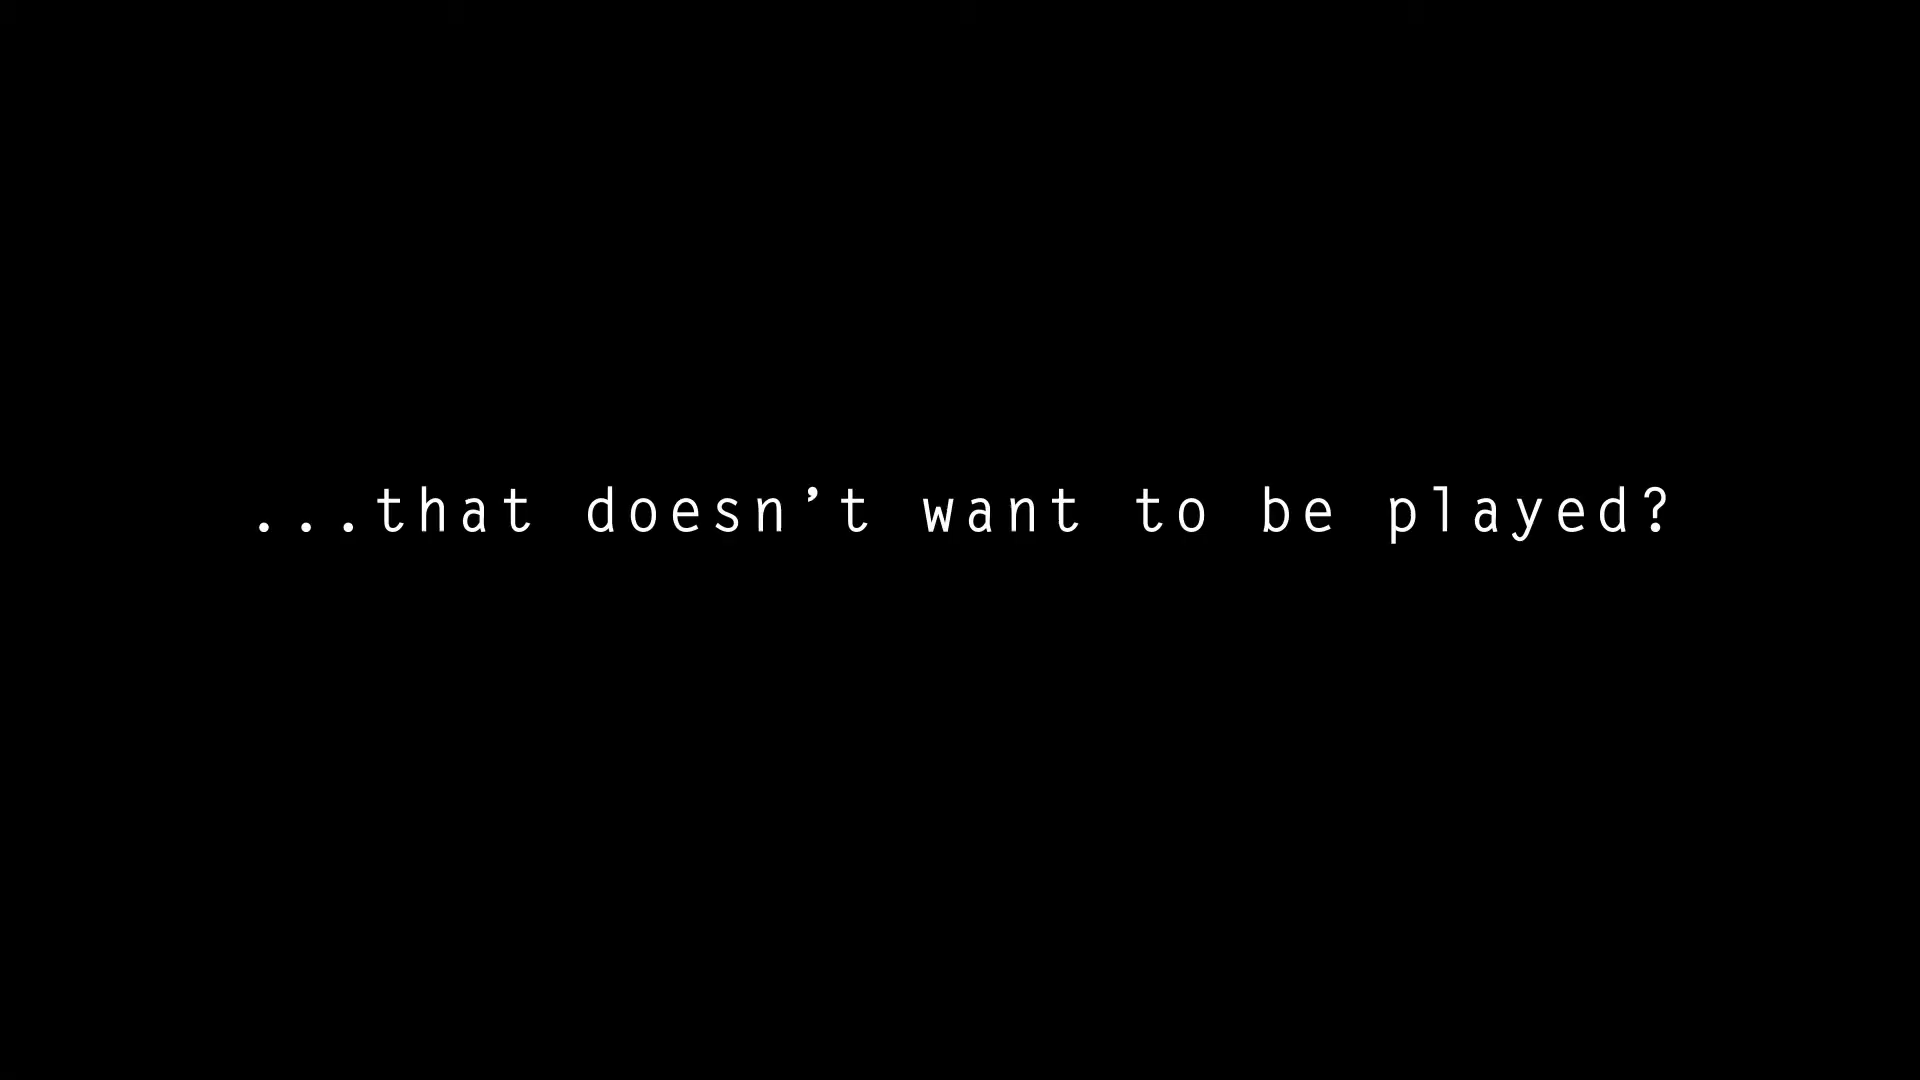 ...that doesn’t want to be played?